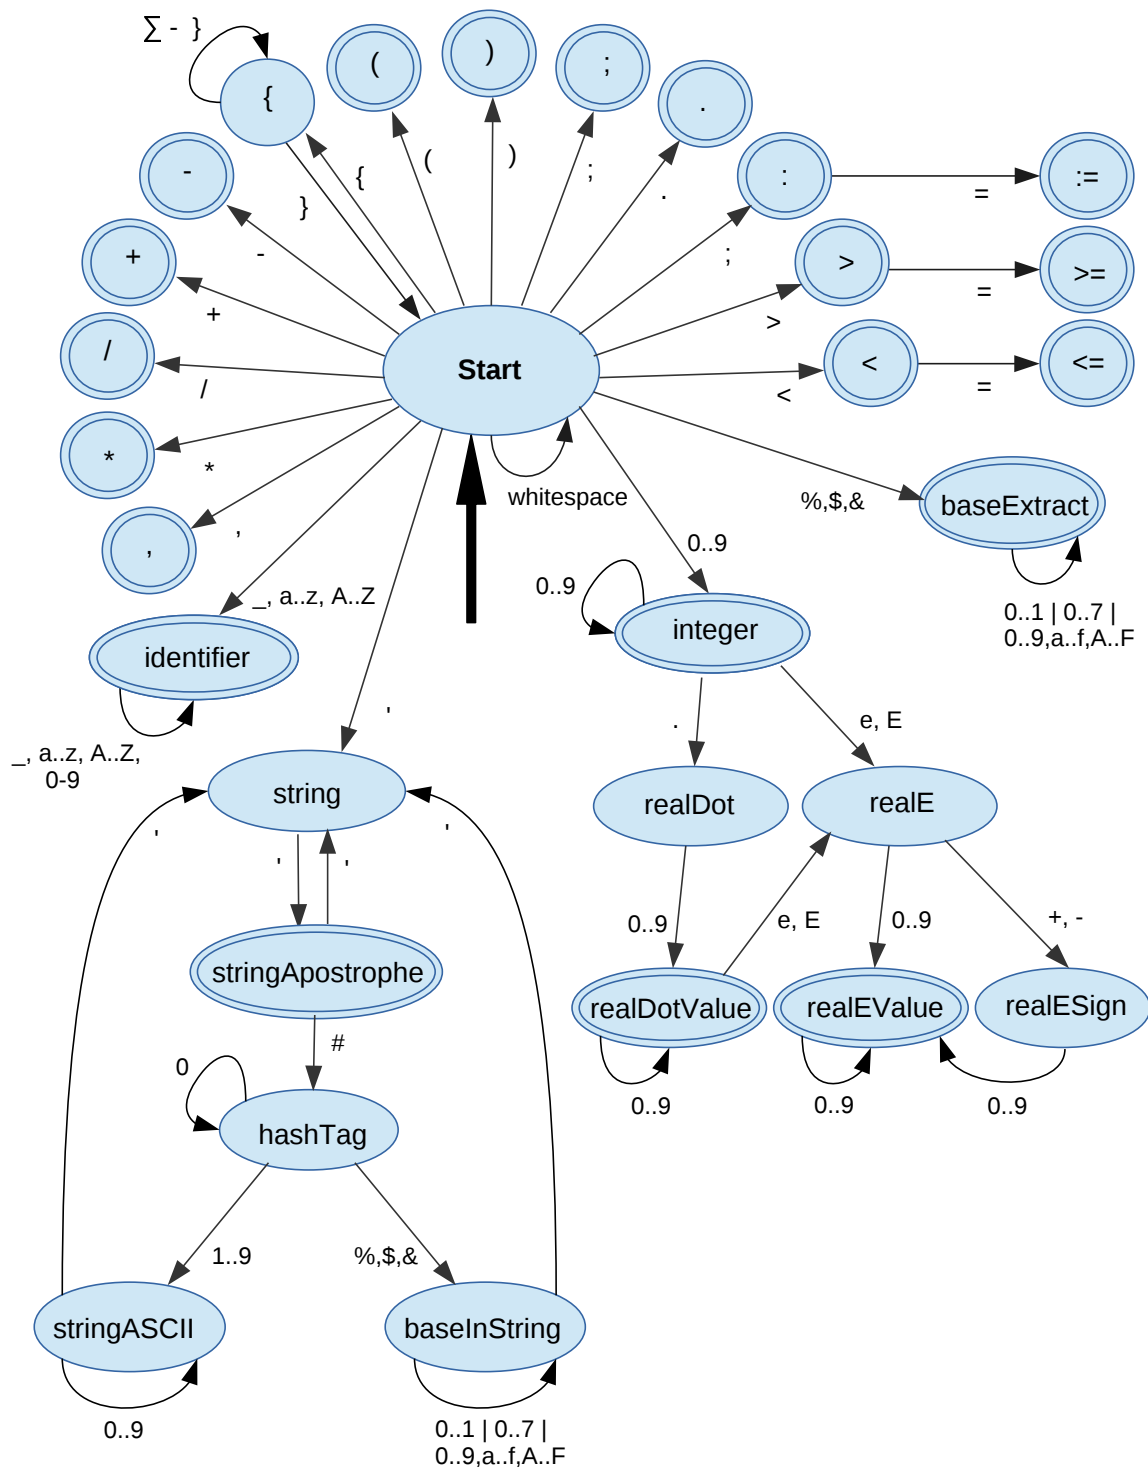 ∑ - }
{
(
)
;
.
:
=
:=
-
}
{
(
)
;
.
;
>
=
>=
+
-
+
>
/
/
Start
<
<
=
<=
*
*
whitespace
%,$,&
baseExtract
,
,
0..9
0..9
_, a..z, A..Z
integer
0..1 | 0..7 |
0..9,a..f,A..F
identifier
_, a..z, A..Z,
0-9
'
.
e, E
string
realDot
realE
'
'
'
'
0..9
e, E
0..9
+, -
stringApostrophe
realDotValue
realEValue
realESign
#
0..9
0..9
0..9
0
hashTag
1..9
%,$,&
stringASCII
baseInString
0..9
0..1 | 0..7 |
0..9,a..f,A..F